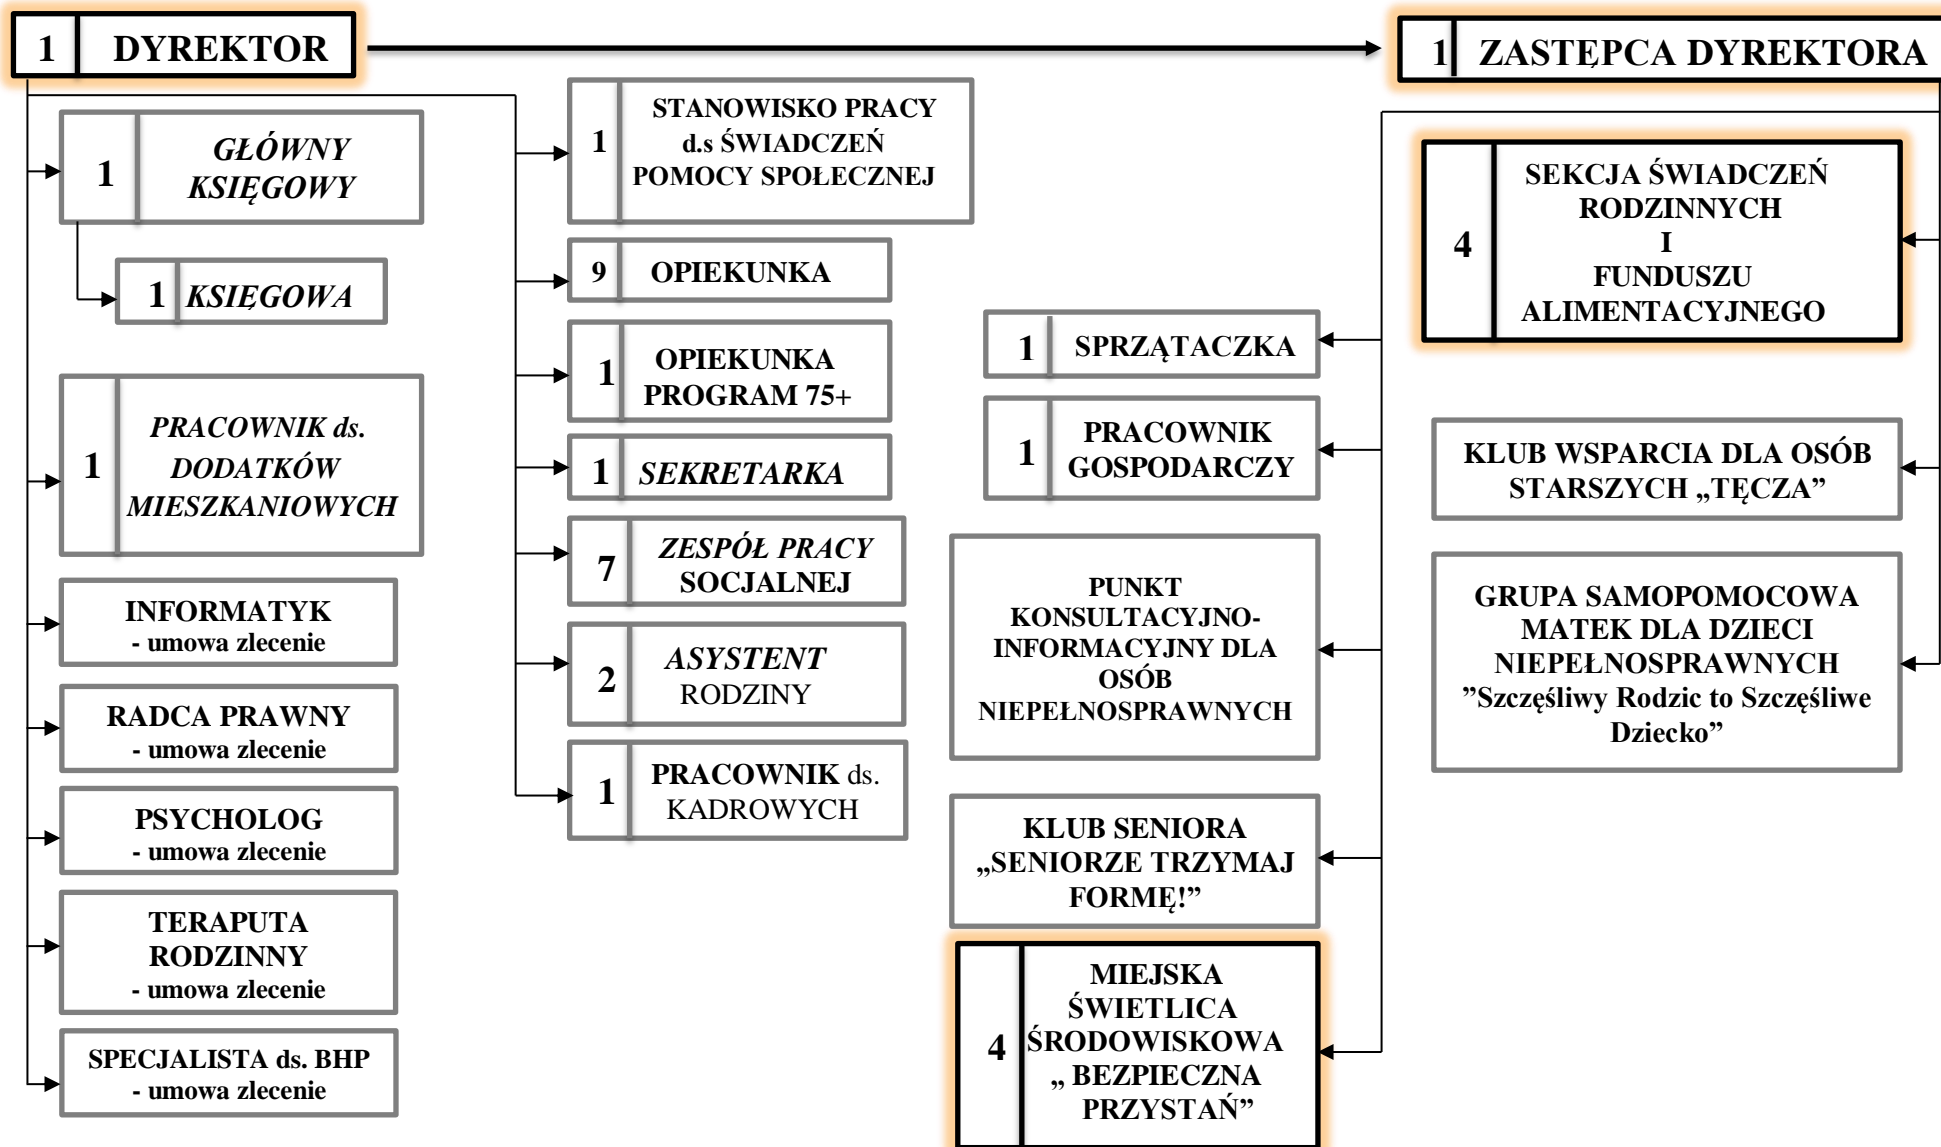 1 DYREKTOR
1 ZASTĘPCA DYREKTORA
1 GŁÓWNY
KSIĘGOWY
1 KSIĘGOWA
1 PRACOWNIK ds.
DODATKÓW
MIESZKANIOWYCH
INFORMATYK
- umowa zlecenie
RADCA PRAWNY
- umowa zlecenie
PSYCHOLOG
- umowa zlecenie
TERAPUTA
RODZINNY
- umowa zlecenie
SPECJALISTA ds. BHP
- umowa zlecenie
1 STANOWISKO PRACY
d.s ŚWIADCZEŃ
POMOCY SPOŁECZNEJ
9 OPIEKUNKA
1 OPIEKUNKA
PROGRAM 75+
1 SEKRETARKA
7 ZESPÓŁ PRACY
SOCJALNEJ
2 ASYSTENT
RODZINY
1 PRACOWNIK ds.
KADROWYCH
1 SPRZĄTACZKA
1 PRACOWNIK
GOSPODARCZY
PUNKT
KONSULTACYJNO-
INFORMACYJNY DLA
OSÓB
NIEPEŁNOSPRAWNYCH
KLUB SENIORA
„SENIORZE TRZYMAJ
FORMĘ!”
4 MIEJSKA
ŚWIETLICA
ŚRODOWISKOWA
„ BEZPIECZNA
PRZYSTAŃ”
4 SEKCJA ŚWIADCZEŃ
RODZINNYCH
I
FUNDUSZU
ALIMENTACYJNEGO
KLUB WSPARCIA DLA OSÓB
STARSZYCH „TĘCZA”
GRUPA SAMOPOMOCOWA
MATEK DLA DZIECI
NIEPEŁNOSPRAWNYCH
”Szczęśliwy Rodzic to Szczęśliwe
Dziecko”